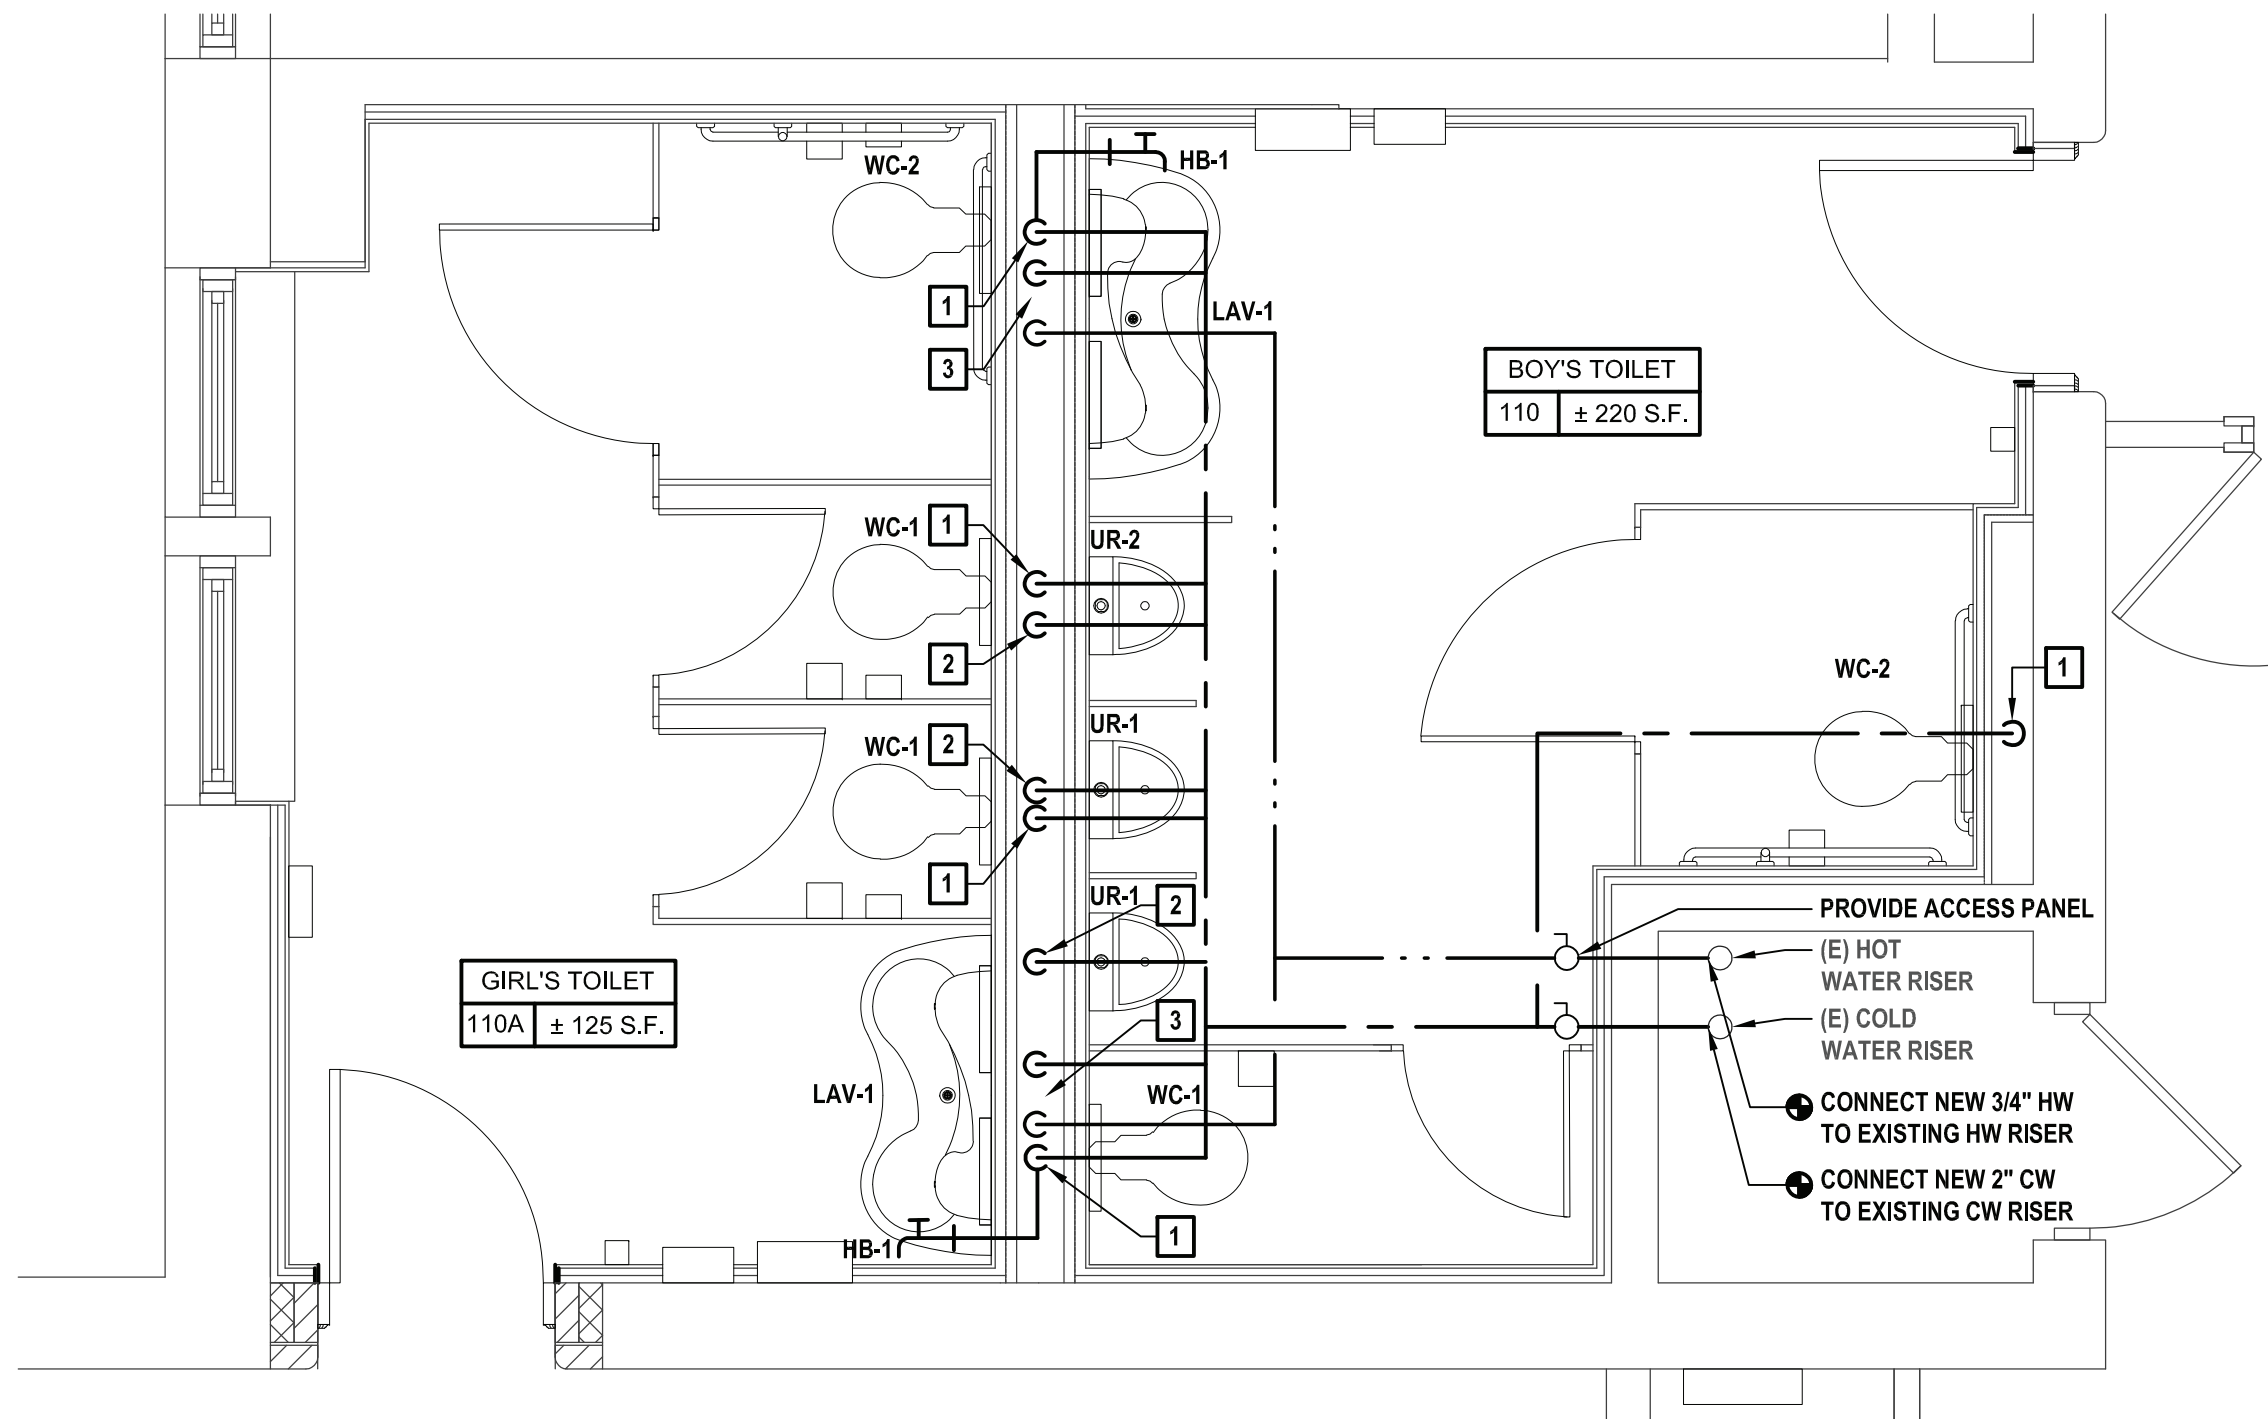 WC-2
HB-1
1
LAV-1
3
BOY'S TOILET
110
± 220 S.F.
WC-1
1
UR-2
2
WC-2
1
UR-1
WC-1
2
1
UR-1
2
PROVIDE ACCESS PANEL
(E) HOT
WATER RISER
GIRL'S TOILET
110A
± 125 S.F.
3
(E) COLD
WATER RISER
LAV-1
WC-1
CONNECT NEW 3/4" HW
TO EXISTING HW RISER
CONNECT NEW 2" CW
TO EXISTING CW RISER
HB-1
1